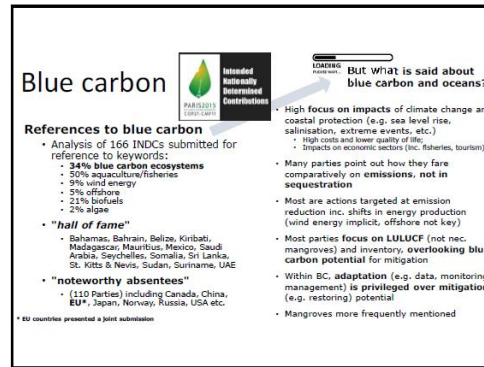 Blue carbon
PARIS2015
COP21·CMP11
Intended
Nationally
Determined
Contributions
References to blue carbon
• Analysis of 166 INDCs submitted for
reference to keywords:
• 34% blue carbon ecosystems
• 50% aquaculture/fisheries
• 9% wind energy
• 5% offshore
• 21% biofuels
• 2% algae
• "hall of fame"
• Bahamas, Bahrain, Belize, Kiribati,
Madagascar, Mauritius, Mexico, Saudi
Arabia, Seychelles, Somalia, Sri Lanka,
St. Kitts & Nevis, Sudan, Suriname, UAE
• "noteworthy absentees"
• (110 Parties) including Canada, China,
EU*, Japan, Norway, Russia, USA etc.
* EU countries presented a joint submission
LOADING
PLEASE WAIT...
But what is said about
blue carbon and oceans?
• High focus on impacts of climate change an
coastal protection (e.g. sea level rise,
salinisation, extreme events, etc.)
• High costs and lower quality of life;
• Impacts on economic sectors (inc. fisheries, tourism)
• Many parties point out how they fare
comparatively on emissions, not in
sequestration
• Most are actions targeted at emission
reduction inc. shifts in energy production
(wind energy implicit, offshore not key)
• Most parties focus on LULUCF (not nec.
mangroves) and inventory, overlooking blu
carbon potential for mitigation
• Within BC, adaptation (e.g. data, monitoring
management) is privileged over mitigation
(e.g. restoring) potential
• Mangroves more frequently mentioned